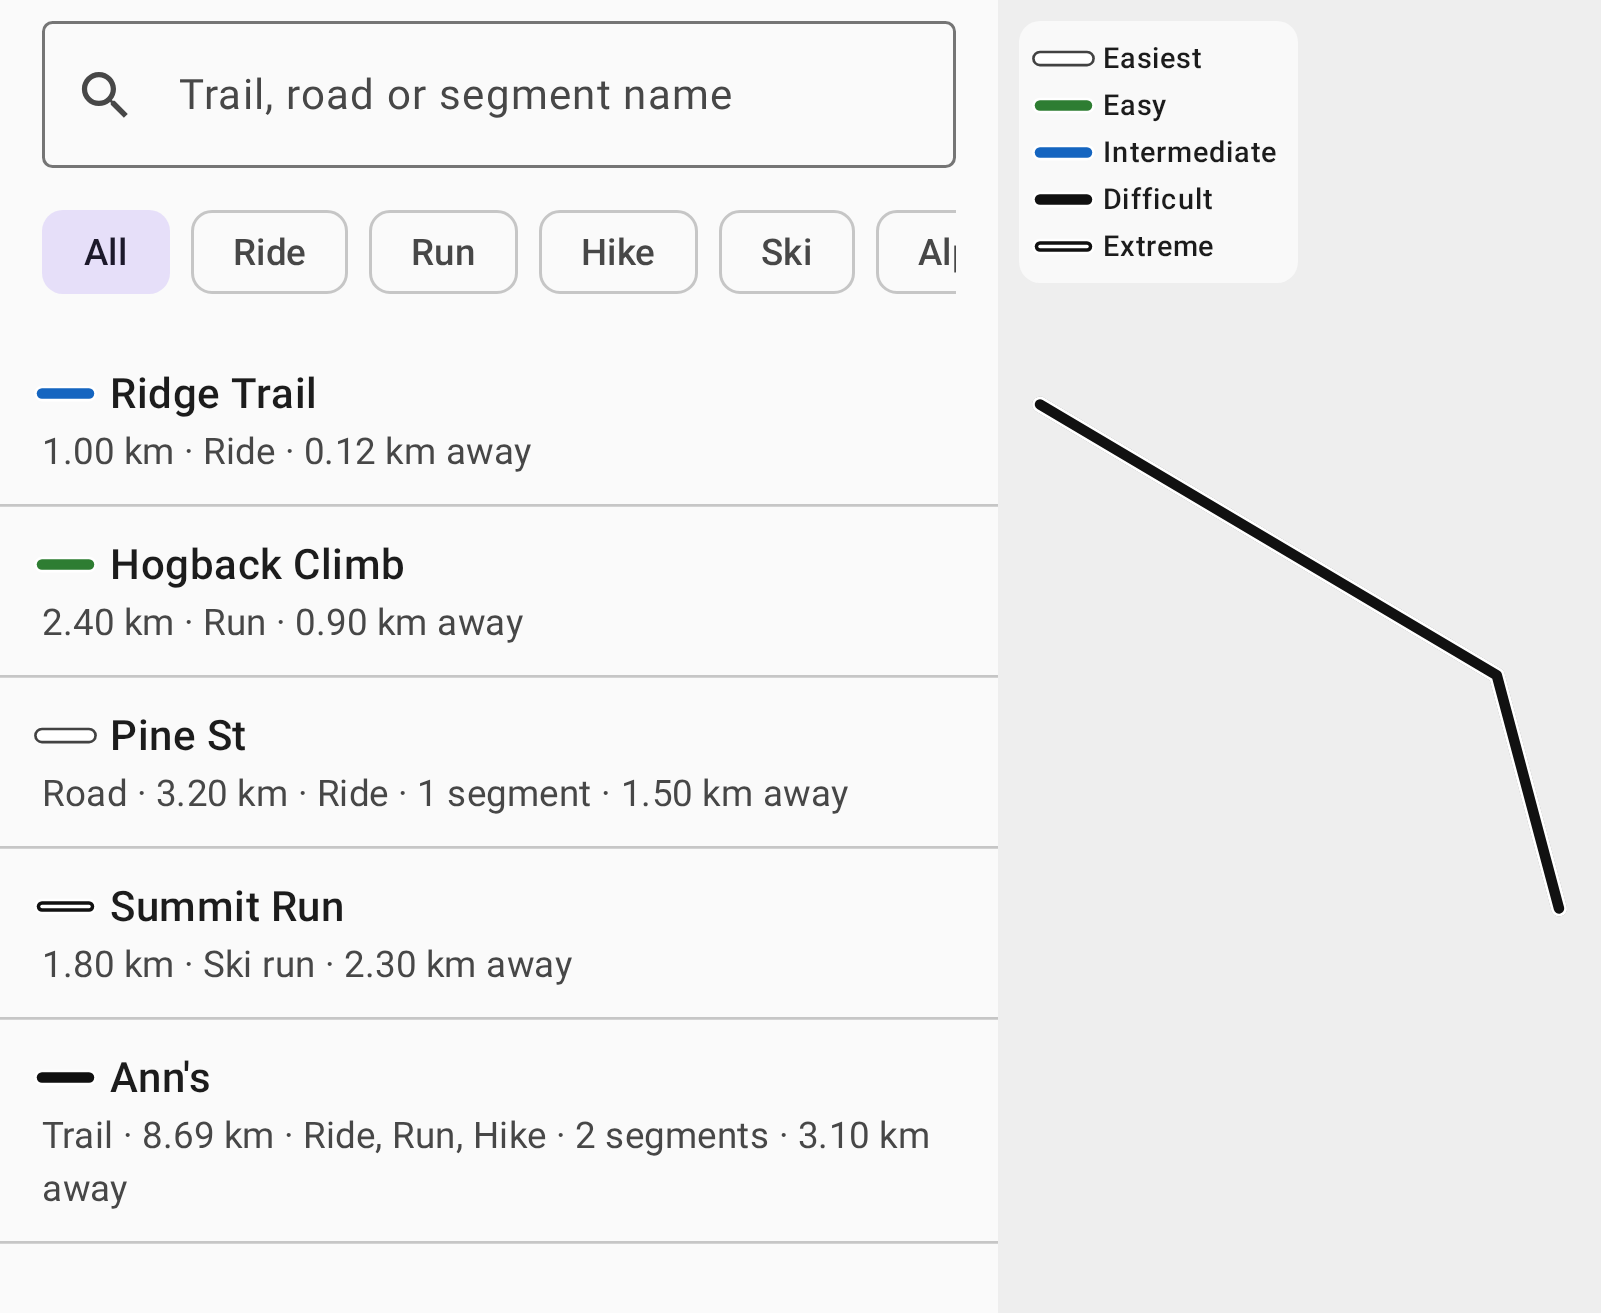 Trail, road or segment name
All
Ride
Run
Hike
Ski
Ridge Trail
1.00 km · Ride · 0.12 km away
Hogback Climb
2.40 km · Run · 0.90 km away
Pine St
Road · 3.20 km · Ride · 1 segment · 1.50 km away
Summit Run
1.80 km · Ski run · 2.30 km away
Ann's
Trail · 8.69 km · Ride, Run, Hike · 2 segments · 3.10 km
away
Easiest
Easy
Intermediate
Difficult
Extreme